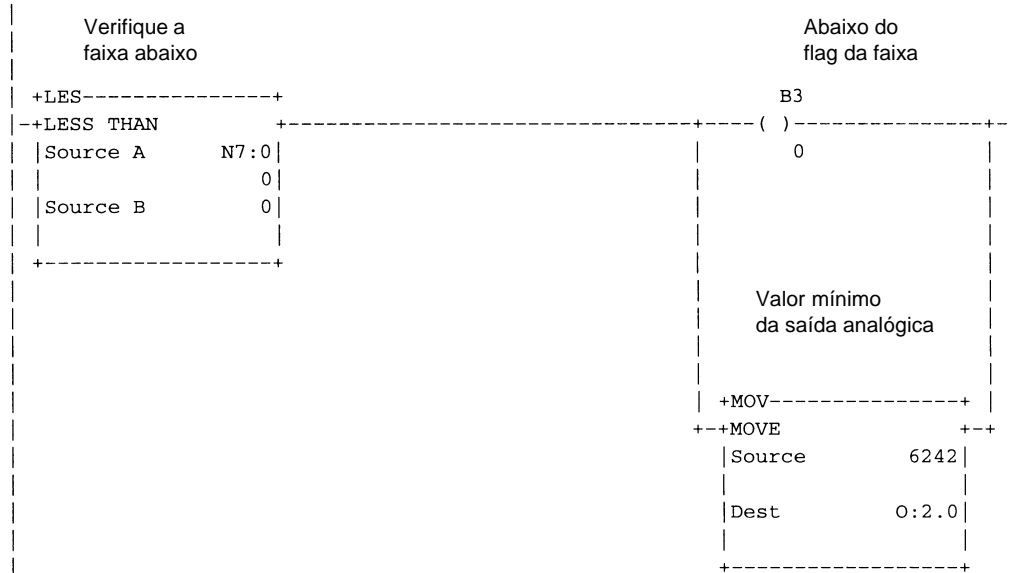 Verifique a
faixa abaixo
Abaixo do
flag da faixa
+LES---------------+
B3
-+LESS THAN +--------------------------------+----( )---------------+-
|Source A N7:0|
0
| 0|
|Source B 0|
+------------------+
Valor mínimo
da saída analógica
+MOV---------------+
+-+MOVE +-+
|Source 6242|
|Dest O:2.0|
+------------------+